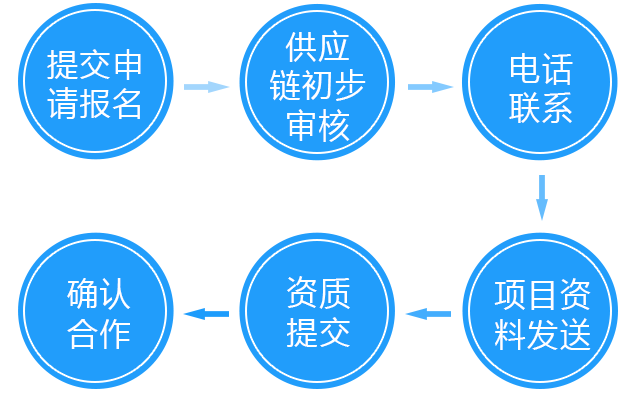 提交申
请报名
供应
链初步
审核
电话
联系
项目资
料发送
资质
提交
确认
合作